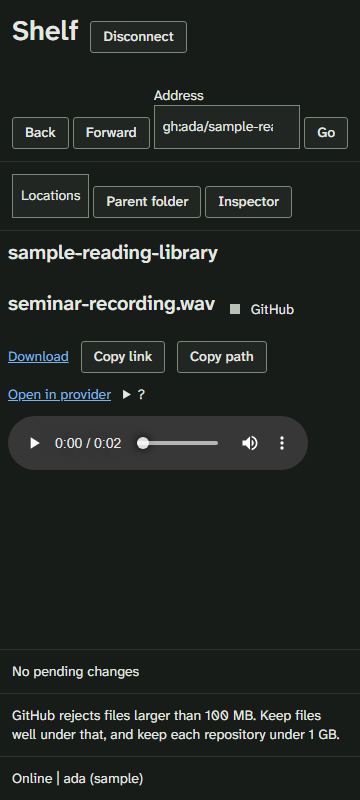 Shelf
Disconnect
Address
Back
Forward
gh:ada/sample-rea
Go
Locations
Parent folder
Inspector
sample-reading-library
seminar-recording.wav
GitHub
Download
Copy link
Copy path
Open in provider
?
0:00 / 0:02
No pending changes
GitHub rejects files larger than 100 MB. Keep files
well under that, and keep each repository under 1 GB.
Online | ada (sample)